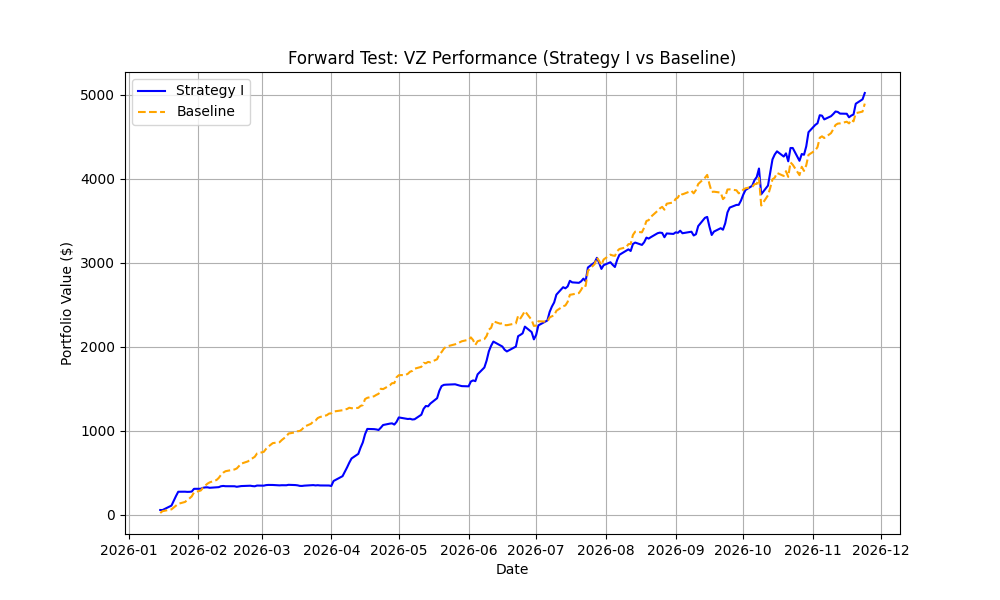 Forward Test: VZ Performance (Strategy I vs Baseline)
Strategy I
Baseline
Portfolio Value ($)
5000
4000
3000
2000
1000
0
2026-01 2026-02 2026-03 2026-04 2026-05 2026-06 2026-07 2026-08 2026-09 2026-10 2026-11 2026-12
Date